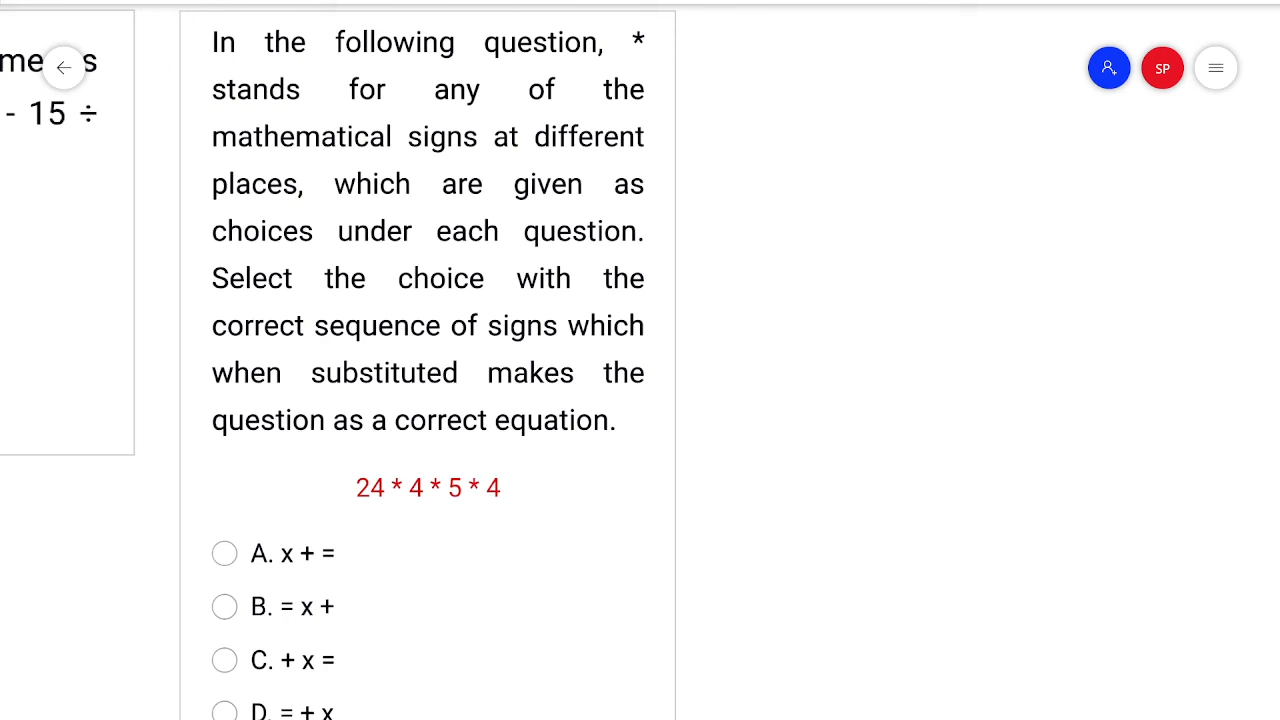 me s
- 15 ÷
In the following question, *
stands for any of the
mathematical signs at different
places, which are given as
choices under each question.
Select the choice with the
correct sequence of signs which
when substituted makes the
question as a correct equation.
24 * 4 * 5 * 4
A. x + =
B. = x +
C. + x =
D. = + x
SP